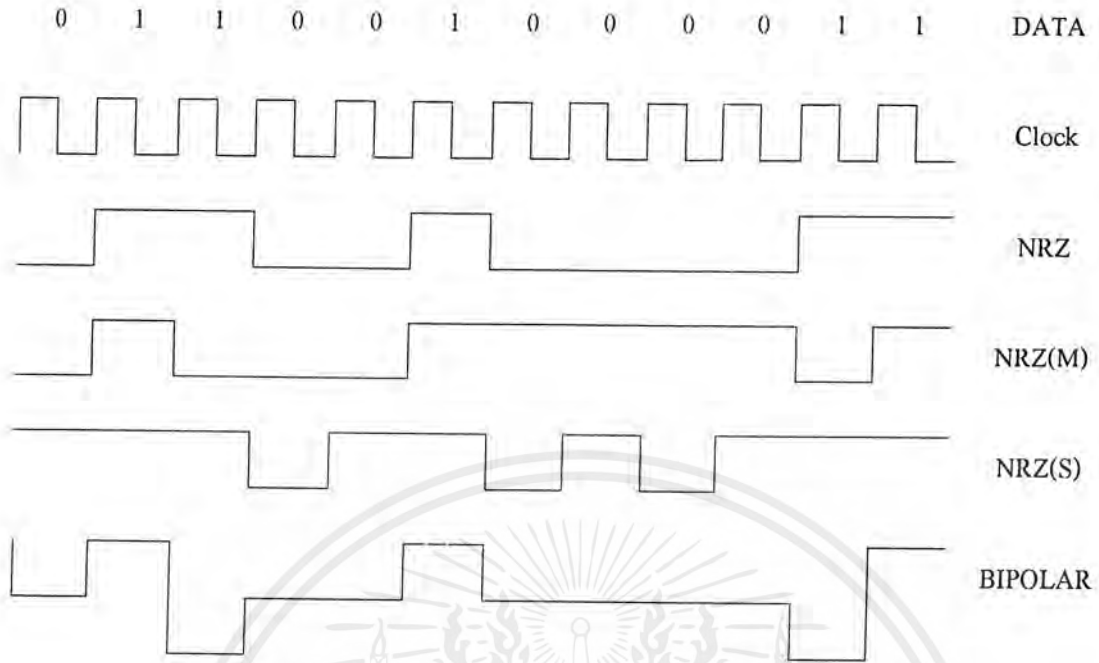 0 1 1 0 0 1 0 0 0 0 1 1 DATA
Clock
NRZ
NRZ(M)
NRZ(S)
BIPOLAR